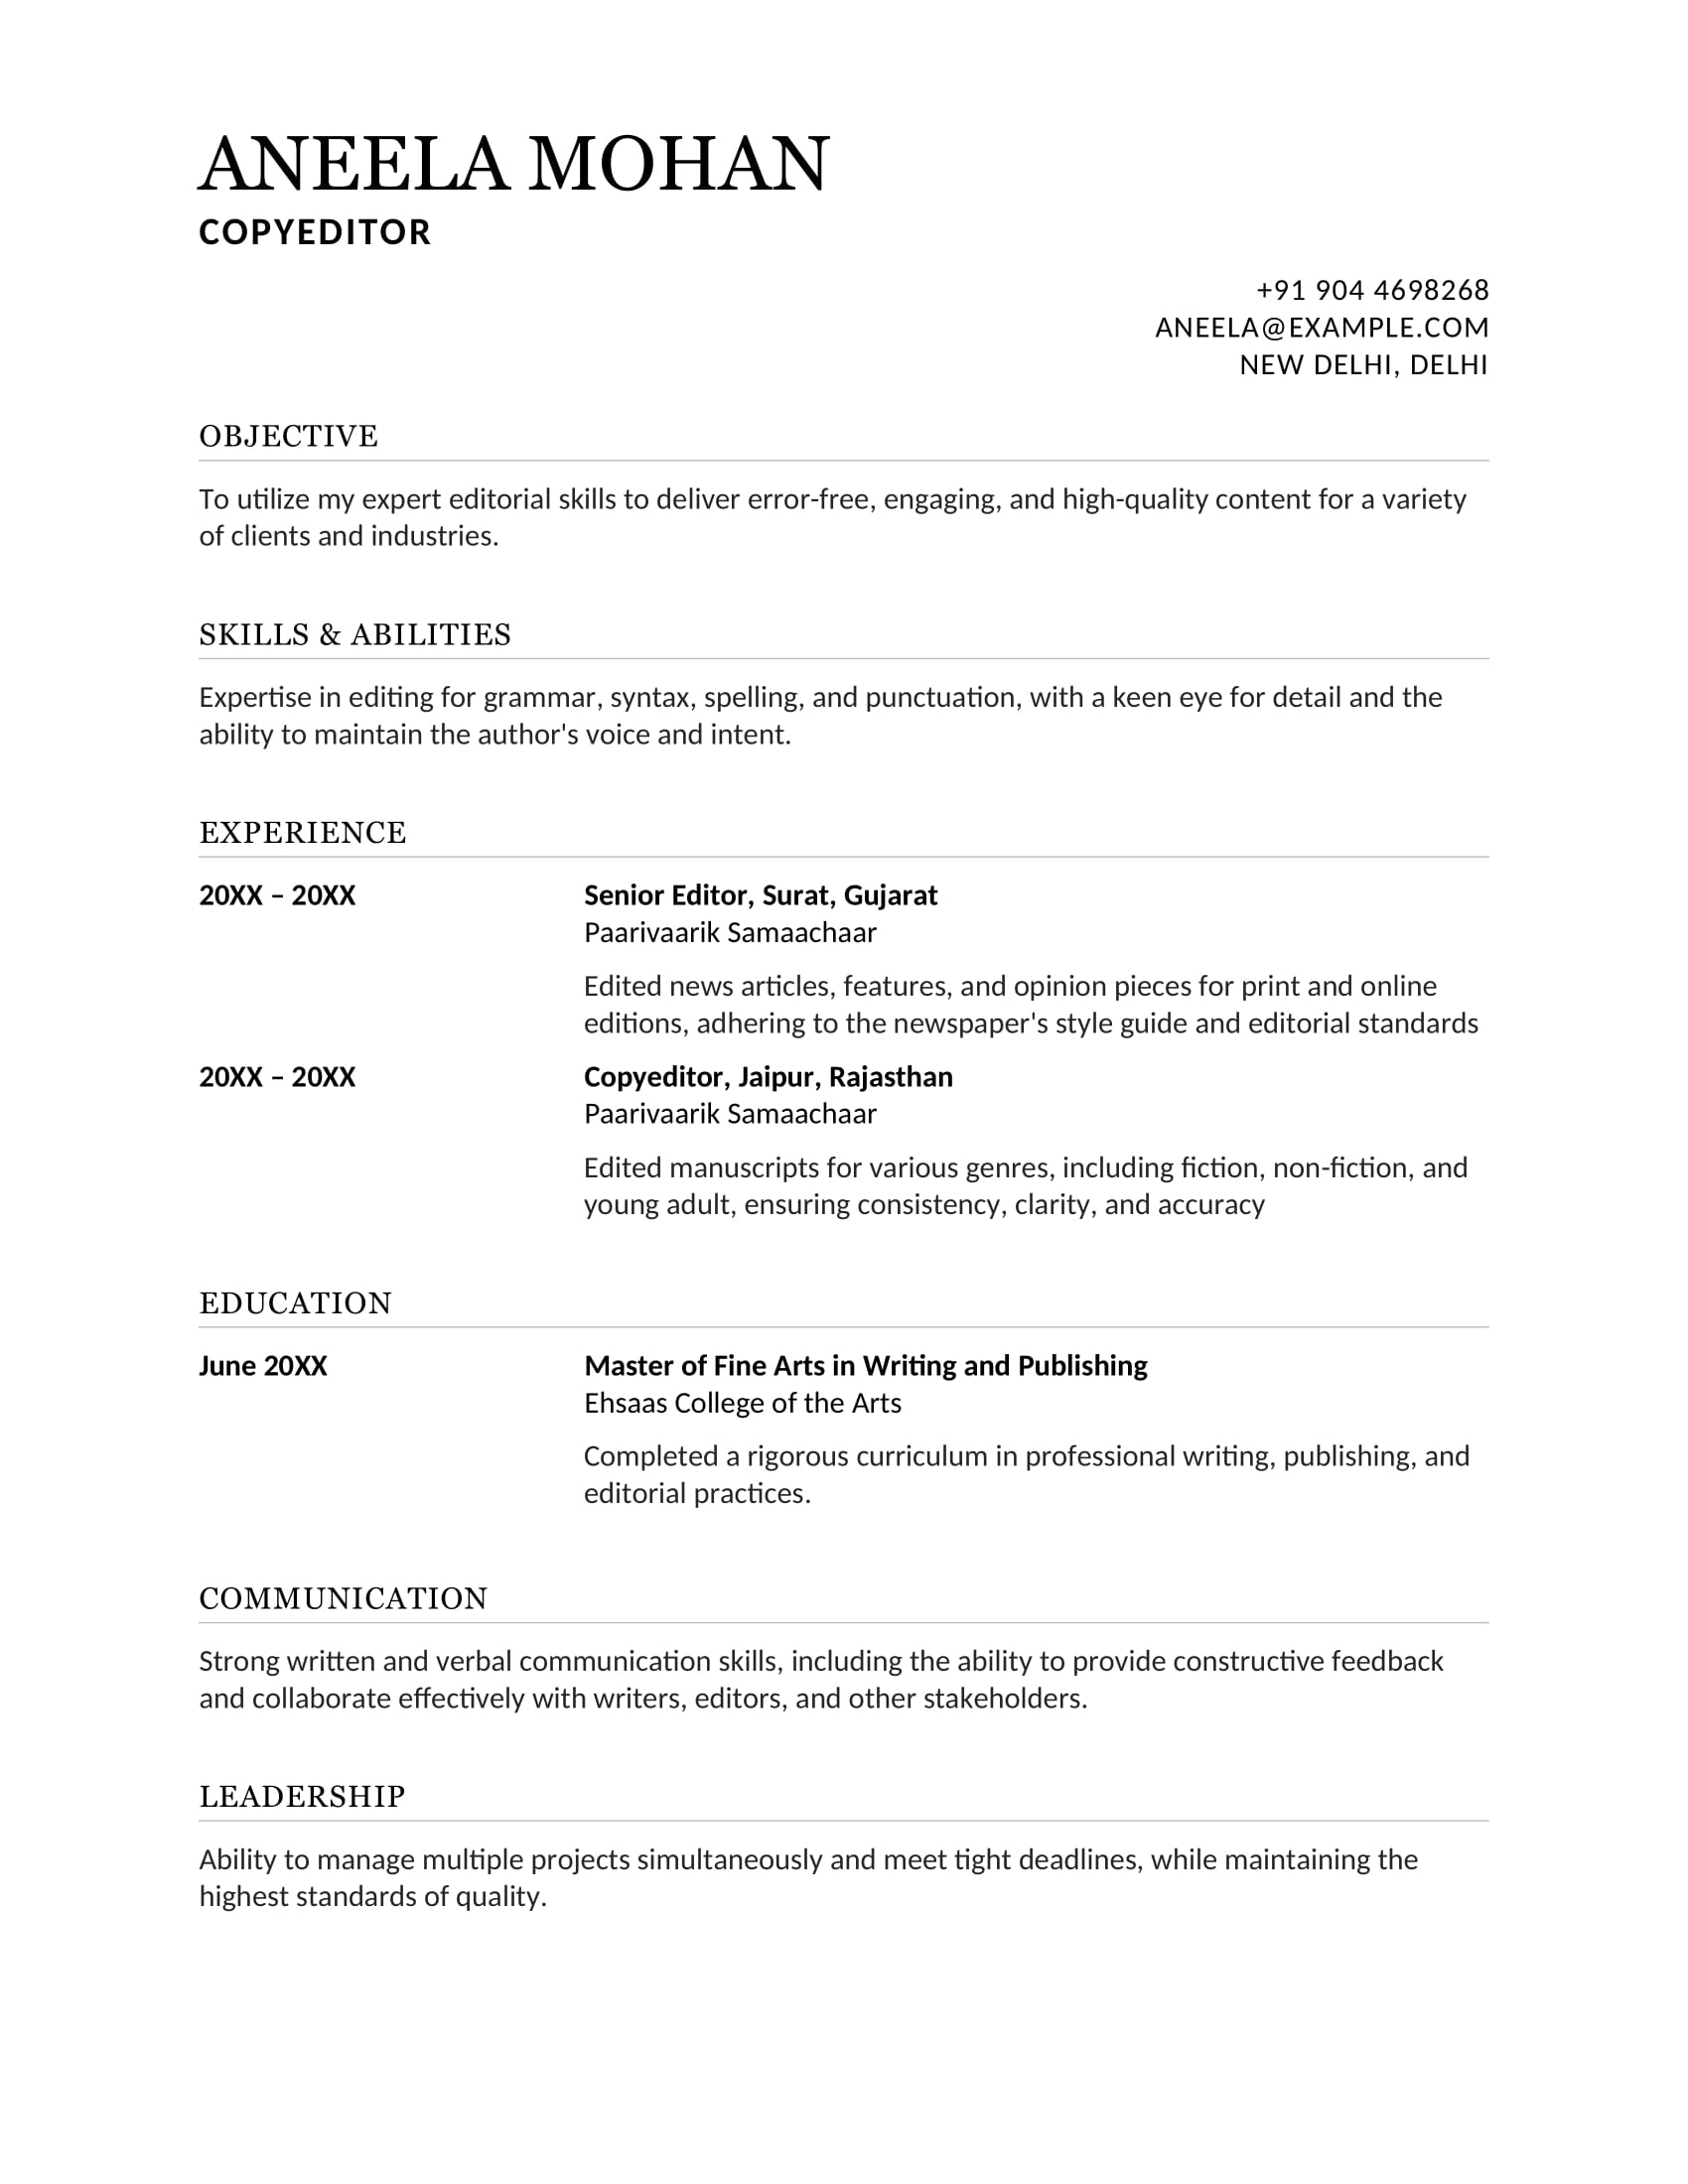 ANEELA MOHAN
COPYEDITOR
+91 904 4698268
ANEELA@EXAMPLE.COM
NEW DELHI, DELHI
OBJECTIVE
To utilize my expert editorial skills to deliver error-free, engaging, and high-quality content for a variety
of clients and industries.
SKILLS & ABILITIES
Expertise in editing for grammar, syntax, spelling, and punctuation, with a keen eye for detail and the
ability to maintain the author's voice and intent.
EXPERIENCE
20XX – 20XX
Senior Editor, Surat, Gujarat
Paarivaarik Samaachaar
Edited news articles, features, and opinion pieces for print and online
editions, adhering to the newspaper's style guide and editorial standards
20XX – 20XX
Copyeditor, Jaipur, Rajasthan
Paarivaarik Samaachaar
Edited manuscripts for various genres, including fiction, non-fiction, and
young adult, ensuring consistency, clarity, and accuracy
EDUCATION
June 20XX
Master of Fine Arts in Writing and Publishing
Ehsaas College of the Arts
Completed a rigorous curriculum in professional writing, publishing, and
editorial practices.
COMMUNICATION
Strong written and verbal communication skills, including the ability to provide constructive feedback
and collaborate effectively with writers, editors, and other stakeholders.
LEADERSHIP
Ability to manage multiple projects simultaneously and meet tight deadlines, while maintaining the
highest standards of quality.